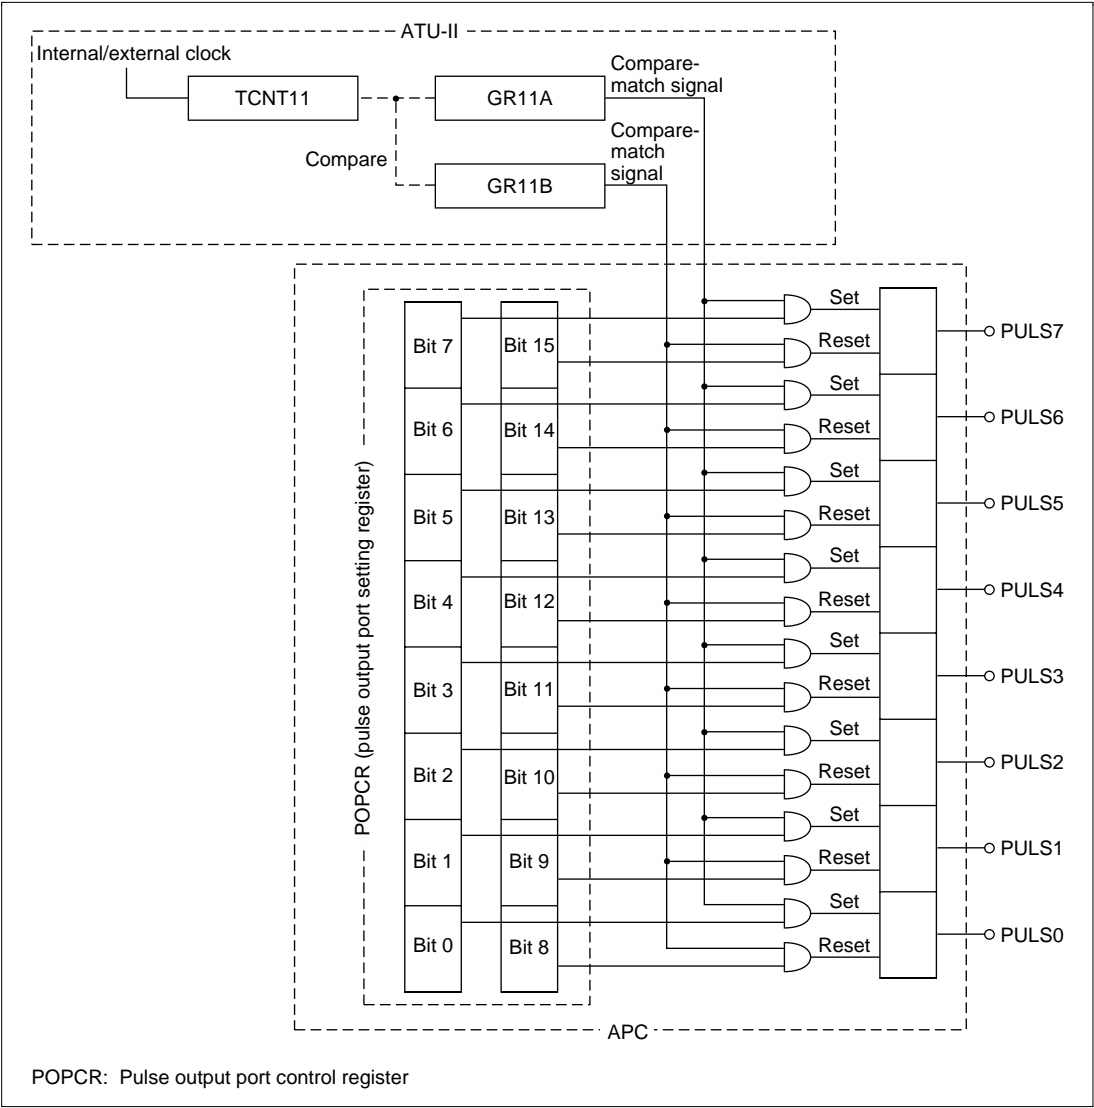 ATU-II
Internal/external clock
Compare-
match signal
TCNT11
GR11A
Compare-
match
signal
Compare
GR11B
POPCR (pulse output port setting register)
Bit 7
Bit 15
Set
Reset
PULS7
Bit 6
Bit 14
Set
Reset
PULS6
Bit 5
Bit 13
Set
Reset
PULS5
Bit 4
Bit 12
Set
Reset
PULS4
Bit 3
Bit 11
Set
Reset
PULS3
Bit 2
Bit 10
Set
Reset
PULS2
Bit 1
Bit 9
Set
Reset
PULS1
Bit 0
Bit 8
Set
Reset
PULS0
APC
POPCR: Pulse output port control register